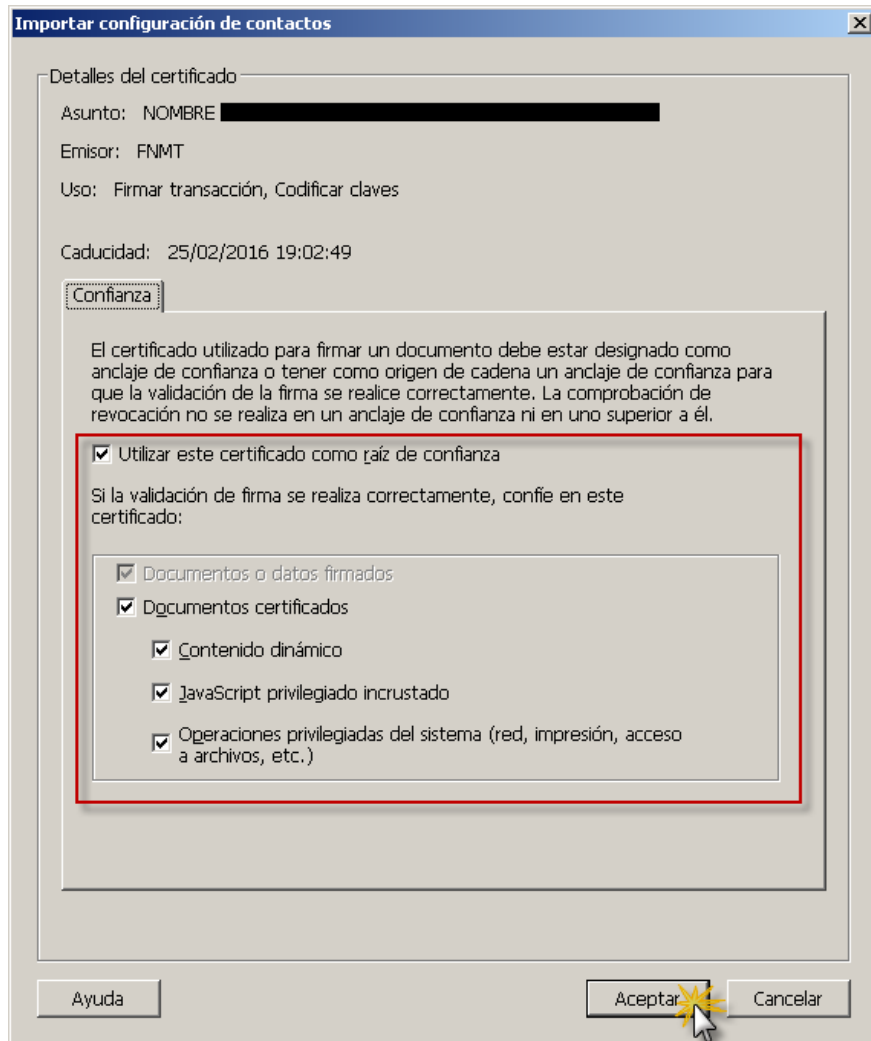 Importar configuración de contactos
Detalles del certificado
Asunto: NOMBRE
Emisor: FNMT
Uso: Firmar transacción, Codificar claves
Caducidad: 25/02/2016 19:02:49
Confianza
El certificado utilizado para firmar un documento debe estar designado como
anclaje de confianza o tener como origen de cadena un anclaje de confianza para
que la validación de la firma se realice correctamente. La comprobación de
revocación no se realiza en un anclaje de confianza ni en uno superior a él.
Utilizar este certificado como raíz de confianza
Si la validación de firma se realiza correctamente, confíe en este
certificado:
Documentos o datos firmados
Documentos certificados
Contenido dinámico
JavaScript privilegiado incrustado
Operaciones privilegiadas del sistema (red, impresión, acceso
a archivos, etc.)
Ayuda
Aceptar
Cancelar